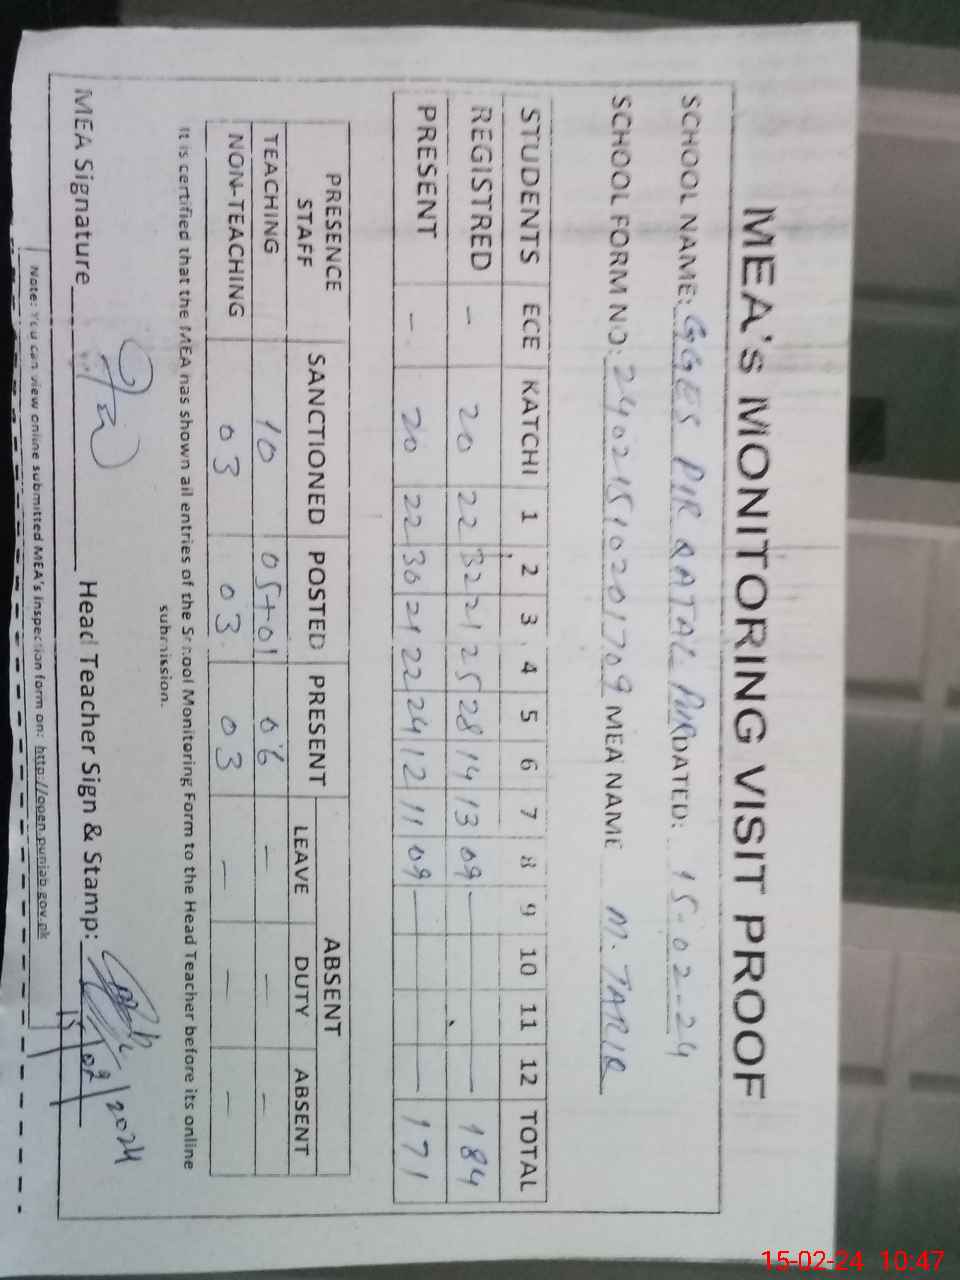 MEA's MONITORING VISIT PROOF
SCHOOL NAME: GGES PIR QATAL PUR DATED: 15-02-24
SCHOOL FORM NO: 24021510201709 MEA NAME M. TARIQ
STUDENTS ECE KATCHI 1 2 3 4 5 6 7 8 9 10 11 12 TOTAL
REGISTRED - 20 22 32 21 25 28 14 13 09 - 184
PRESENT - 20 22 30 21 22 24 12 11 09 - 171
PRESENCE STAFF SANCTIONED POSTED PRESENT ABSENT
LEAVE DUTY ABSENT
TEACHING 10 05+01 06 - - -
NON-TEACHING 03 03 03 - - -
It is certified that the MEA has shown all entries of the School Monitoring Form to the Head Teacher before its online
submission.
MEA Signature Head Teacher Sign & Stamp:
15/02/2024
Note: You can view online submitted MEA's Inspection form on: http://open.punjab.gov.pk
15-02-24 10:47